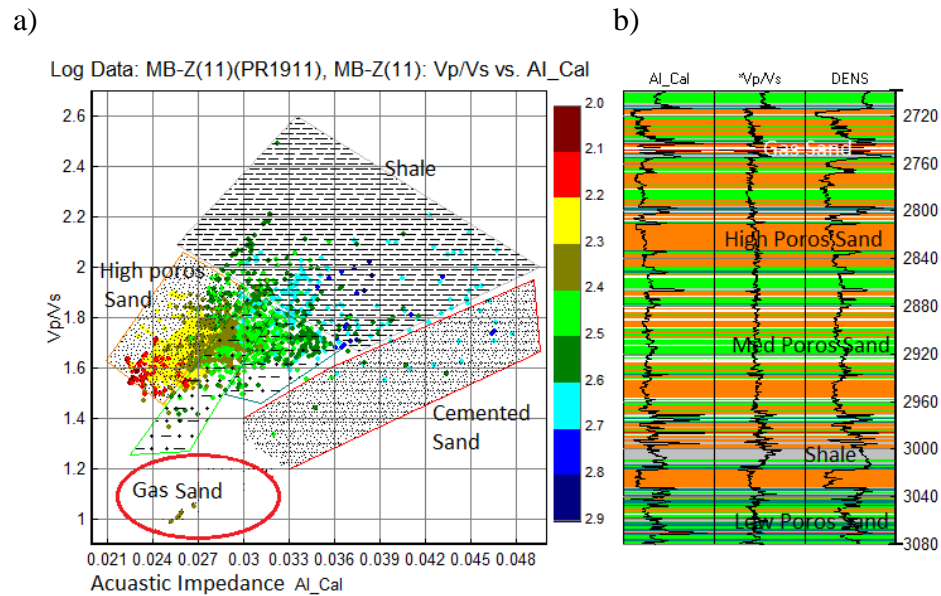 a)
b)
Log Data: MB-Z(11)(PR1911), MB-Z(11): Vp/Vs vs. AI_Cal
Vp/Vs
2.6
2.4
2.2
2
1.8
1.6
1.4
1.2
1
Shale
High poros
Sand
Cemented
Sand
Gas Sand
0.021 0.024 0.027 0.03 0.033 0.036 0.039 0.042 0.045 0.048
Acuastic Impedance AI_Cal
2.0
2.1
2.2
2.3
2.4
2.5
2.6
2.7
2.8
2.9
AI_Cal *Vp/Vs DENS
2720
Gas Sand
2760
2800
High Poros Sand
2840
2880
Med Poros Sand
2920
2960
3000
Shale
3040
Low Poros Sand
3080